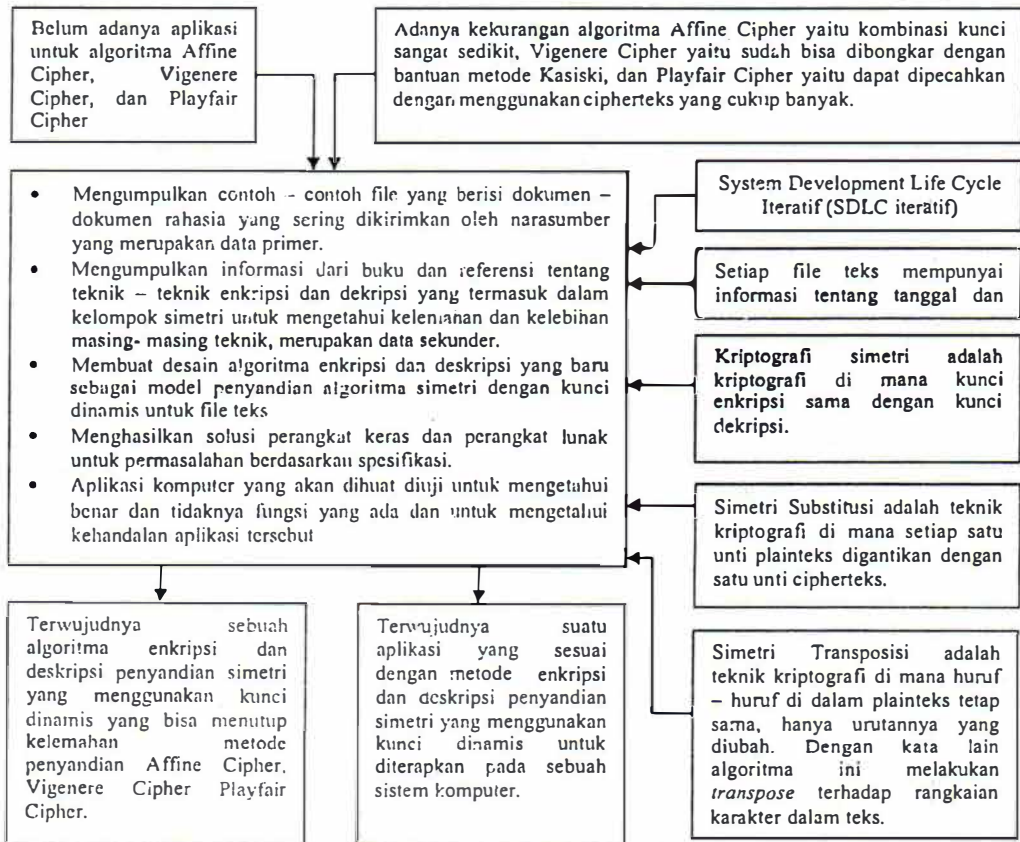 Belum adanya aplikasi
untuk algoritma Affine
Cipher, Vigenere
Cipher, dan Playfair
Cipher
Adanya kekurangan algoritma Affine Cipher yaitu kombinasi kunci
sangat sedikit, Vigenere Cipher yaitu sudah bisa dibongkar dengan
bantuan metode Kasiski, dan Playfair Cipher yaitu dapat dipecahkan
dengan menggunakan cipherteks yang cukup banyak.
• Mengumpulkan contoh – contoh file yang berisi dokumen –
dokumen rahasia yang sering dikirimkan oleh narasumber
yang merupakan data primer.
• Mengumpulkan informasi dari buku dan referensi tentang
teknik – teknik enkripsi dan dekripsi yang termasuk dalam
kelompok simetri untuk mengetahui kelemahan dan kelebihan
masing- masing teknik, merupakan data sekunder.
• Membuat desain algoritma enkripsi dan deskripsi yang baru
sebagai model penyandian algoritma simetri dengan kunci
dinamis untuk file teks
• Menghasilkan solusi perangkat keras dan perangkat lunak
untuk permasalahan berdasarkan spesifikasi.
• Aplikasi komputer yang akan dibuat diuji untuk mengetahui
benar dan tidaknya fungsi yang ada dan untuk mengetahui
kehandalan aplikasi tersebut
System Development Life Cycle
Iteratif (SDLC iteratif)
Setiap file teks mempunyai
informasi tentang tanggal dan
Kriptografi simetri adalah
kriptografi di mana kunci
enkripsi sama dengan kunci
dekripsi.
Simetri Substitusi adalah teknik
kriptografi di mana setiap satu
unti plainteks digantikan dengan
satu unti cipherteks.
Simetri Transposisi adalah
teknik kriptografi di mana huruf
– huruf di dalam plainteks tetap
sama, hanya urutannya yang
diubah. Dengan kata lain
algoritma ini melakukan
transpose terhadap rangkaian
karakter dalam teks.
Terwujudnya sebuah
algoritma enkripsi dan
deskripsi penyandian simetri
yang menggunakan kunci
dinamis yang bisa menutup
kelemahan metode
penyandian Affine Cipher,
Vigenere Cipher Playfair
Cipher.
Terwujudnya suatu
aplikasi yang sesuai
dengan metode enkripsi
dan deskripsi penyandian
simetri yang menggunakan
kunci dinamis untuk
diterapkan pada sebuah
sistem komputer.